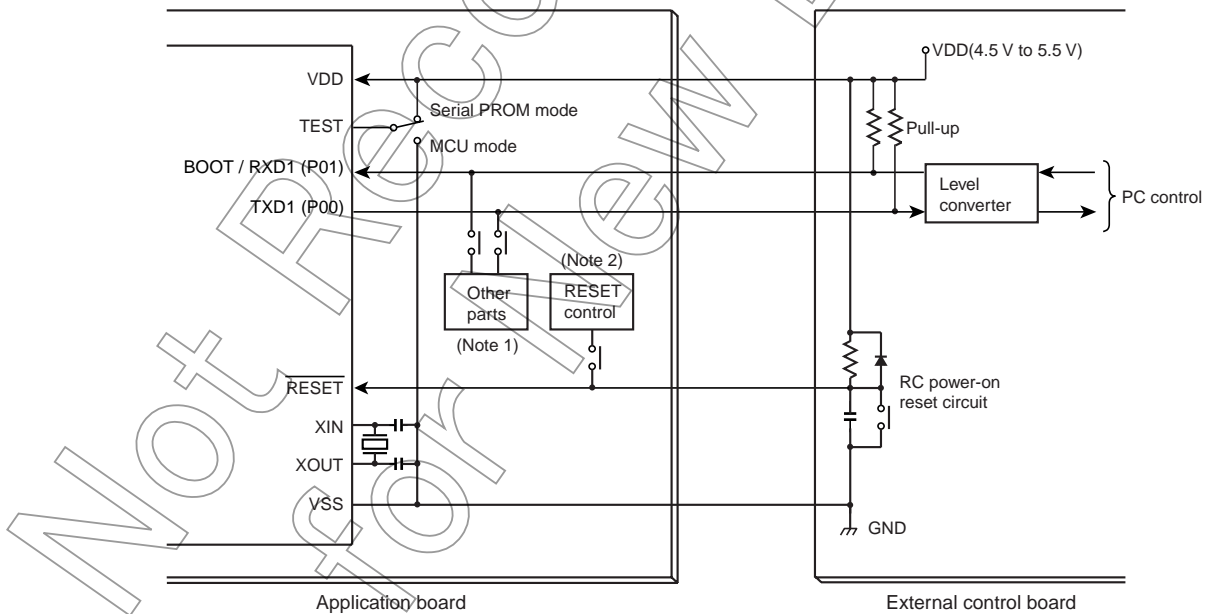 VDD(4.5 V to 5.5 V)
VDD
Serial PROM mode
TEST
Pull-up
MCU mode
BOOT / RXD1 (P01)
Level
converter
PC control
TXD1 (P00)
(Note 2)
Other
parts
RESET
control
(Note 1)
RESET
RC power-on
reset circuit
XIN
XOUT
VSS
GND
Application board
External control board
Not Reco
for New